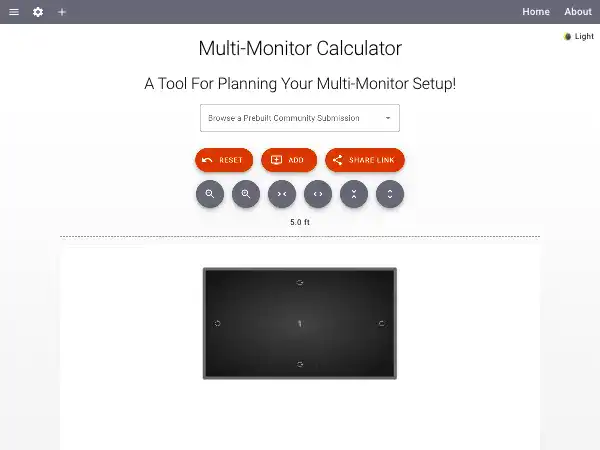 Home About
Light
Multi-Monitor Calculator
A Tool For Planning Your Multi-Monitor Setup!
Browse a Prebuilt Community Submission
RESET ADD SHARE LINK
5.0 ft
1